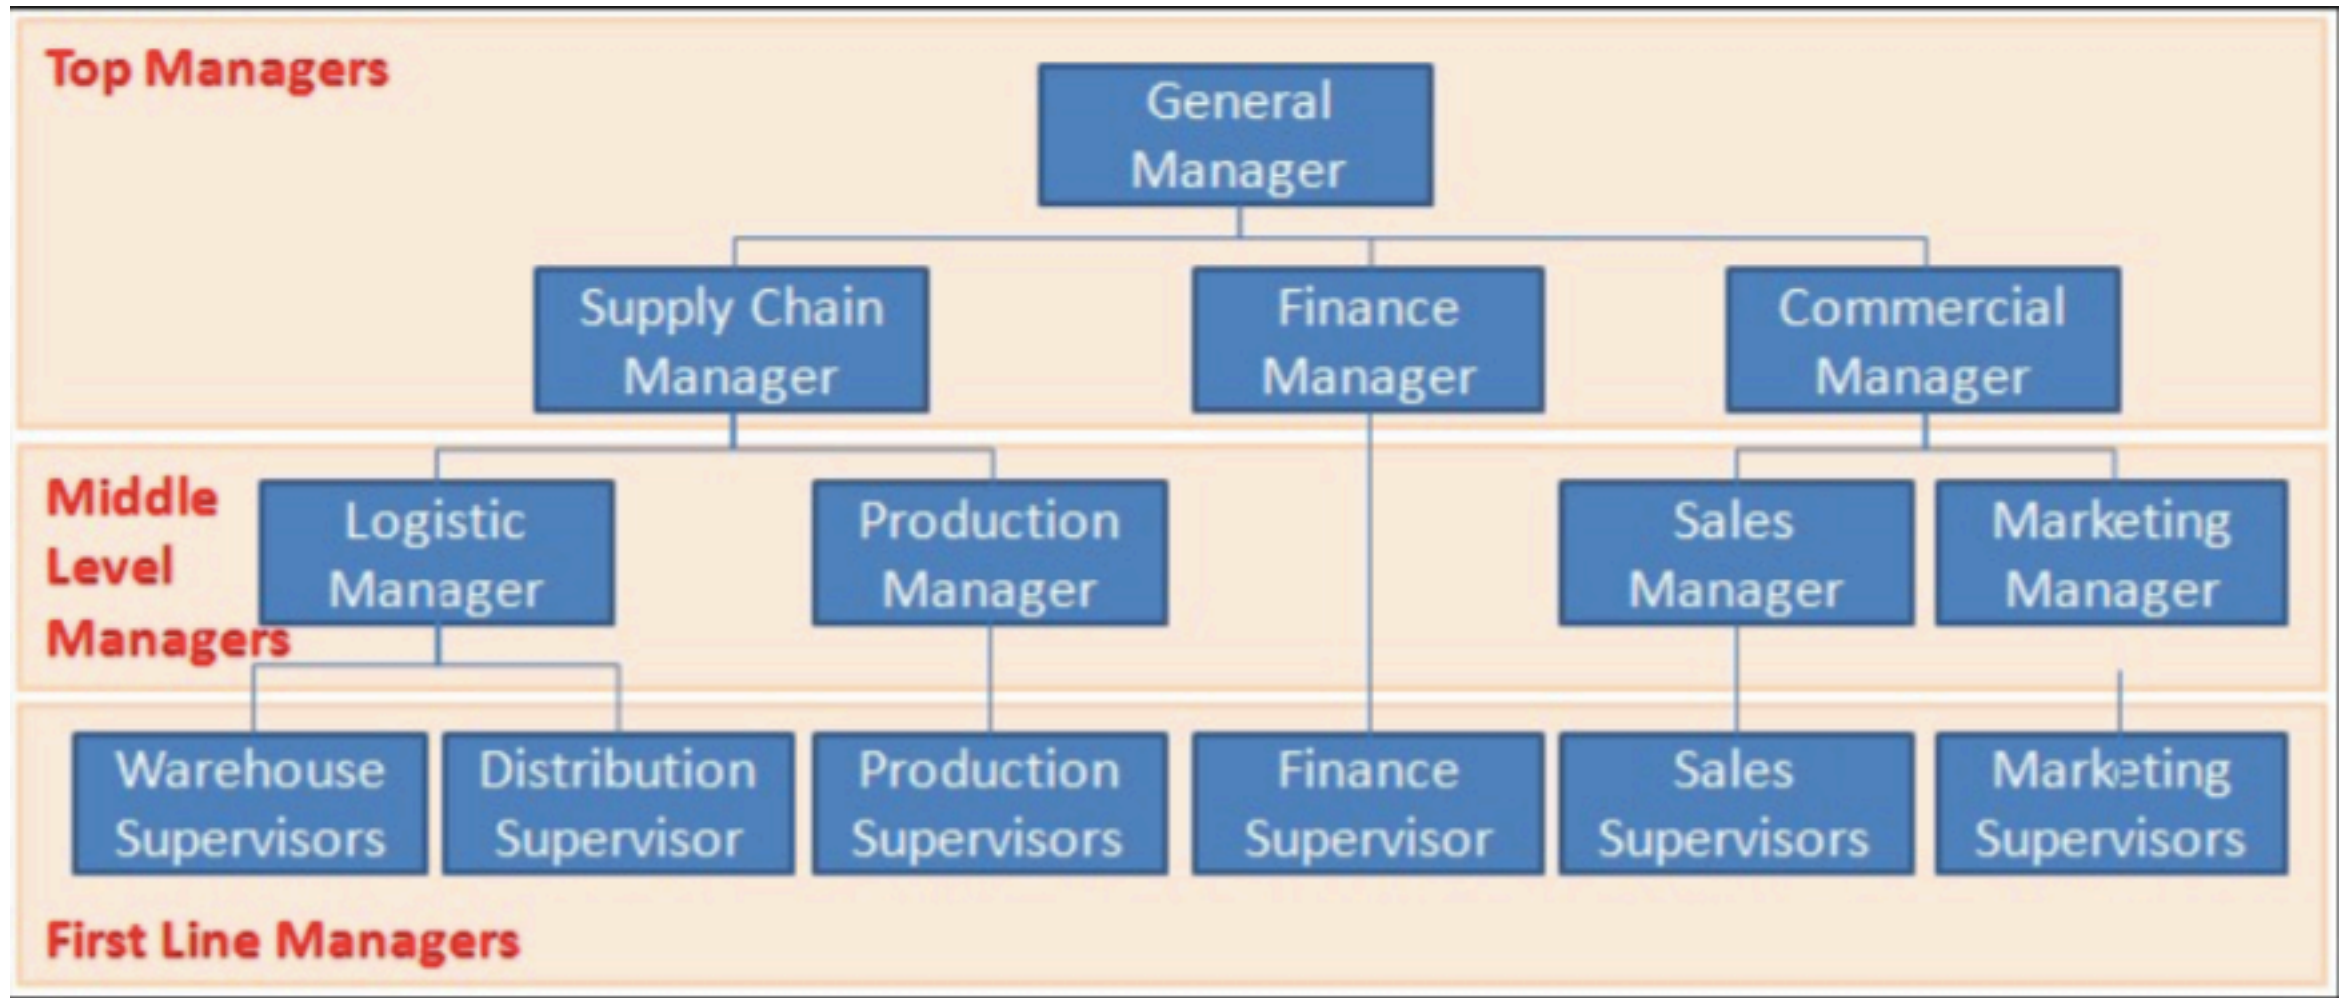 Top Managers
General
Manager
Supply Chain
Manager
Finance
Manager
Commercial
Manager
Middle
Level
Managers
Logistic
Manager
Production
Manager
Sales
Manager
Marketing
Manager
Warehouse
Supervisors
Distribution
Supervisor
Production
Supervisors
Finance
Supervisor
Sales
Supervisors
Marketing
Supervisors
First Line Managers